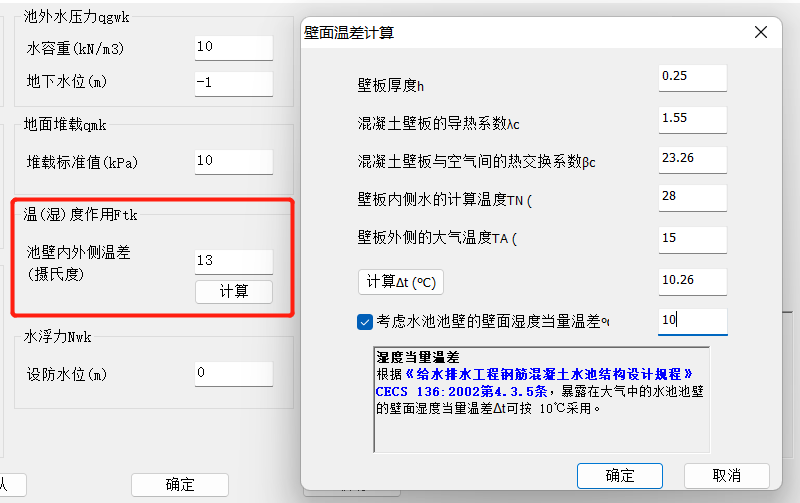 池外水压力qgwk
水容重(kN/m3)
10
地下水位(m)
-1
地面堆载qmk
堆载标准值(kPa)
10
温(湿)度作用Ftk
池壁内外侧温差
(摄氏度)
13
计算
水浮力Nwk
设防水位(m)
0
确定
壁面温差计算
壁板厚度h
0.25
混凝土壁板的导热系数λc
1.55
混凝土壁板与空气间的热交换系数βc
23.26
壁板内侧水的计算温度TN (
28
壁板外侧的大气温度TA (
15
计算Δt (℃)
10.26
考虑水池池壁的壁面湿度当量温差
10
湿度当量温差
根据《给水排水工程钢筋混凝土水池结构设计规程》
CECS 136:2002第4.3.5条，暴露在大气中的水池池壁
的壁面湿度当量温差Δt可按 10℃采用。
确定
取消